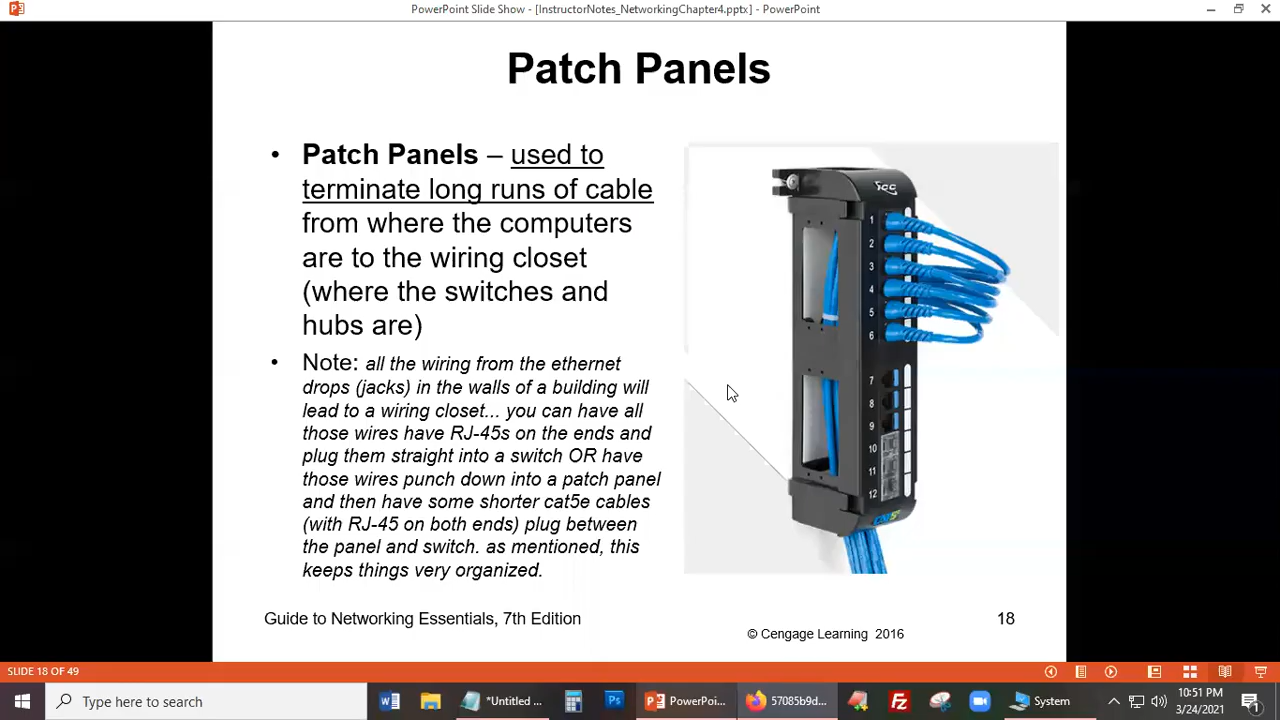 PowerPoint Slide Show - [InstructorNotes_NetworkingChapter4.pptx] - PowerPoint
Patch Panels
• Patch Panels – used to
terminate long runs of cable
from where the computers
are to the wiring closet
(where the switches and
hubs are)
• Note: all the wiring from the ethernet
drops (jacks) in the walls of a building will
lead to a wiring closet... you can have all
those wires have RJ-45s on the ends and
plug them straight into a switch OR have
those wires punch down into a patch panel
and then have some shorter cat5e cables
(with RJ-45 on both ends) plug between
the panel and switch. as mentioned, this
keeps things very organized.
icc
1
2
3
4
5
6
7
8
9
10
11
12
Guide to Networking Essentials, 7th Edition
© Cengage Learning 2016
18
SLIDE 18 OF 49
Type here to search
*Untitled ...
PowerPoi...
57085b9d...
System
10:51 PM
3/24/2021
1